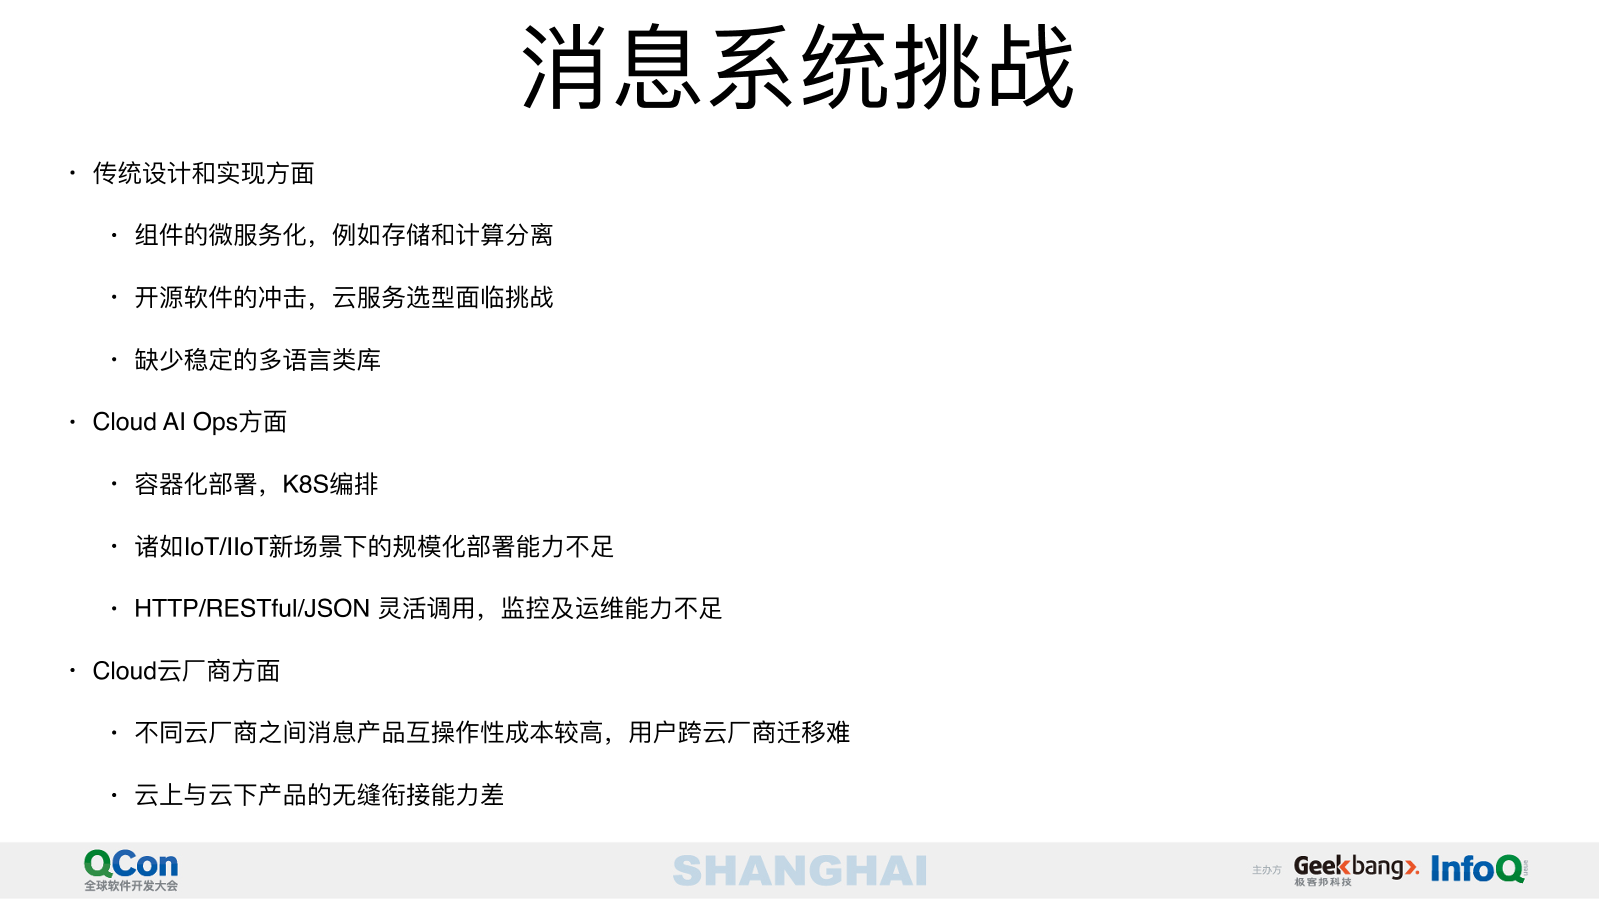 消息系统挑战
• 传统设计和实现方面
• 组件的微服务化，例如存储和计算分离
• 开源软件的冲击，云服务选型面临挑战
• 缺少稳定的多语言类库
• Cloud AI Ops方面
• 容器化部署，K8S编排
• 诸如IoT/IIoT新场景下的规模化部署能力不足
• HTTP/RESTful/JSON 灵活调用，监控及运维能力不足
• Cloud云厂商方面
• 不同云厂商之间消息产品互操作性成本较高，用户跨云厂商迁移难
• 云上与云下产品的无缝衔接能力差
QCon
全球软件开发大会
SHANGHAI
主办方
Geekbang>.
极客邦科技
InfoQ